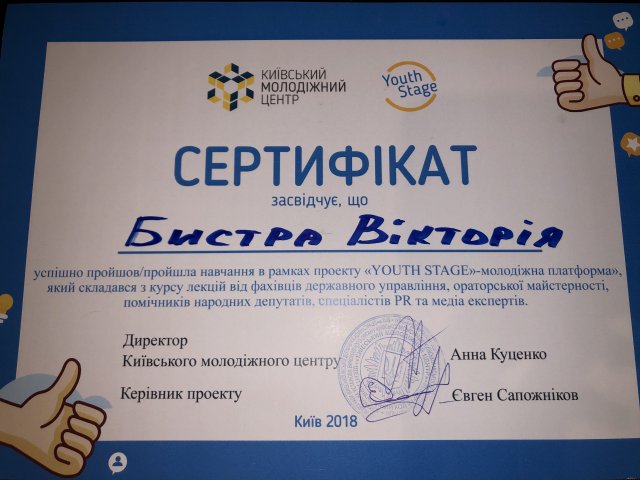 КИЇВСЬКИЙ
МОЛОДІЖНИЙ
ЦЕНТР
Youth
Stage
СЕРТИФІКАТ
засвідчує, що
Бистра Вікторія
успішно пройшов/пройшла навчання в рамках проекту «YOUTH STAGE»-молодіжна платформа»,
який складався з курсу лекцій від фахівців державного управління, ораторської майстерності,
помічників народних депутатів, спеціалістів PR та медіа експертів.
Директор
Київського молодіжного центру
Анна Куценко
Керівник проекту
Євген Сапожніков
Київ 2018